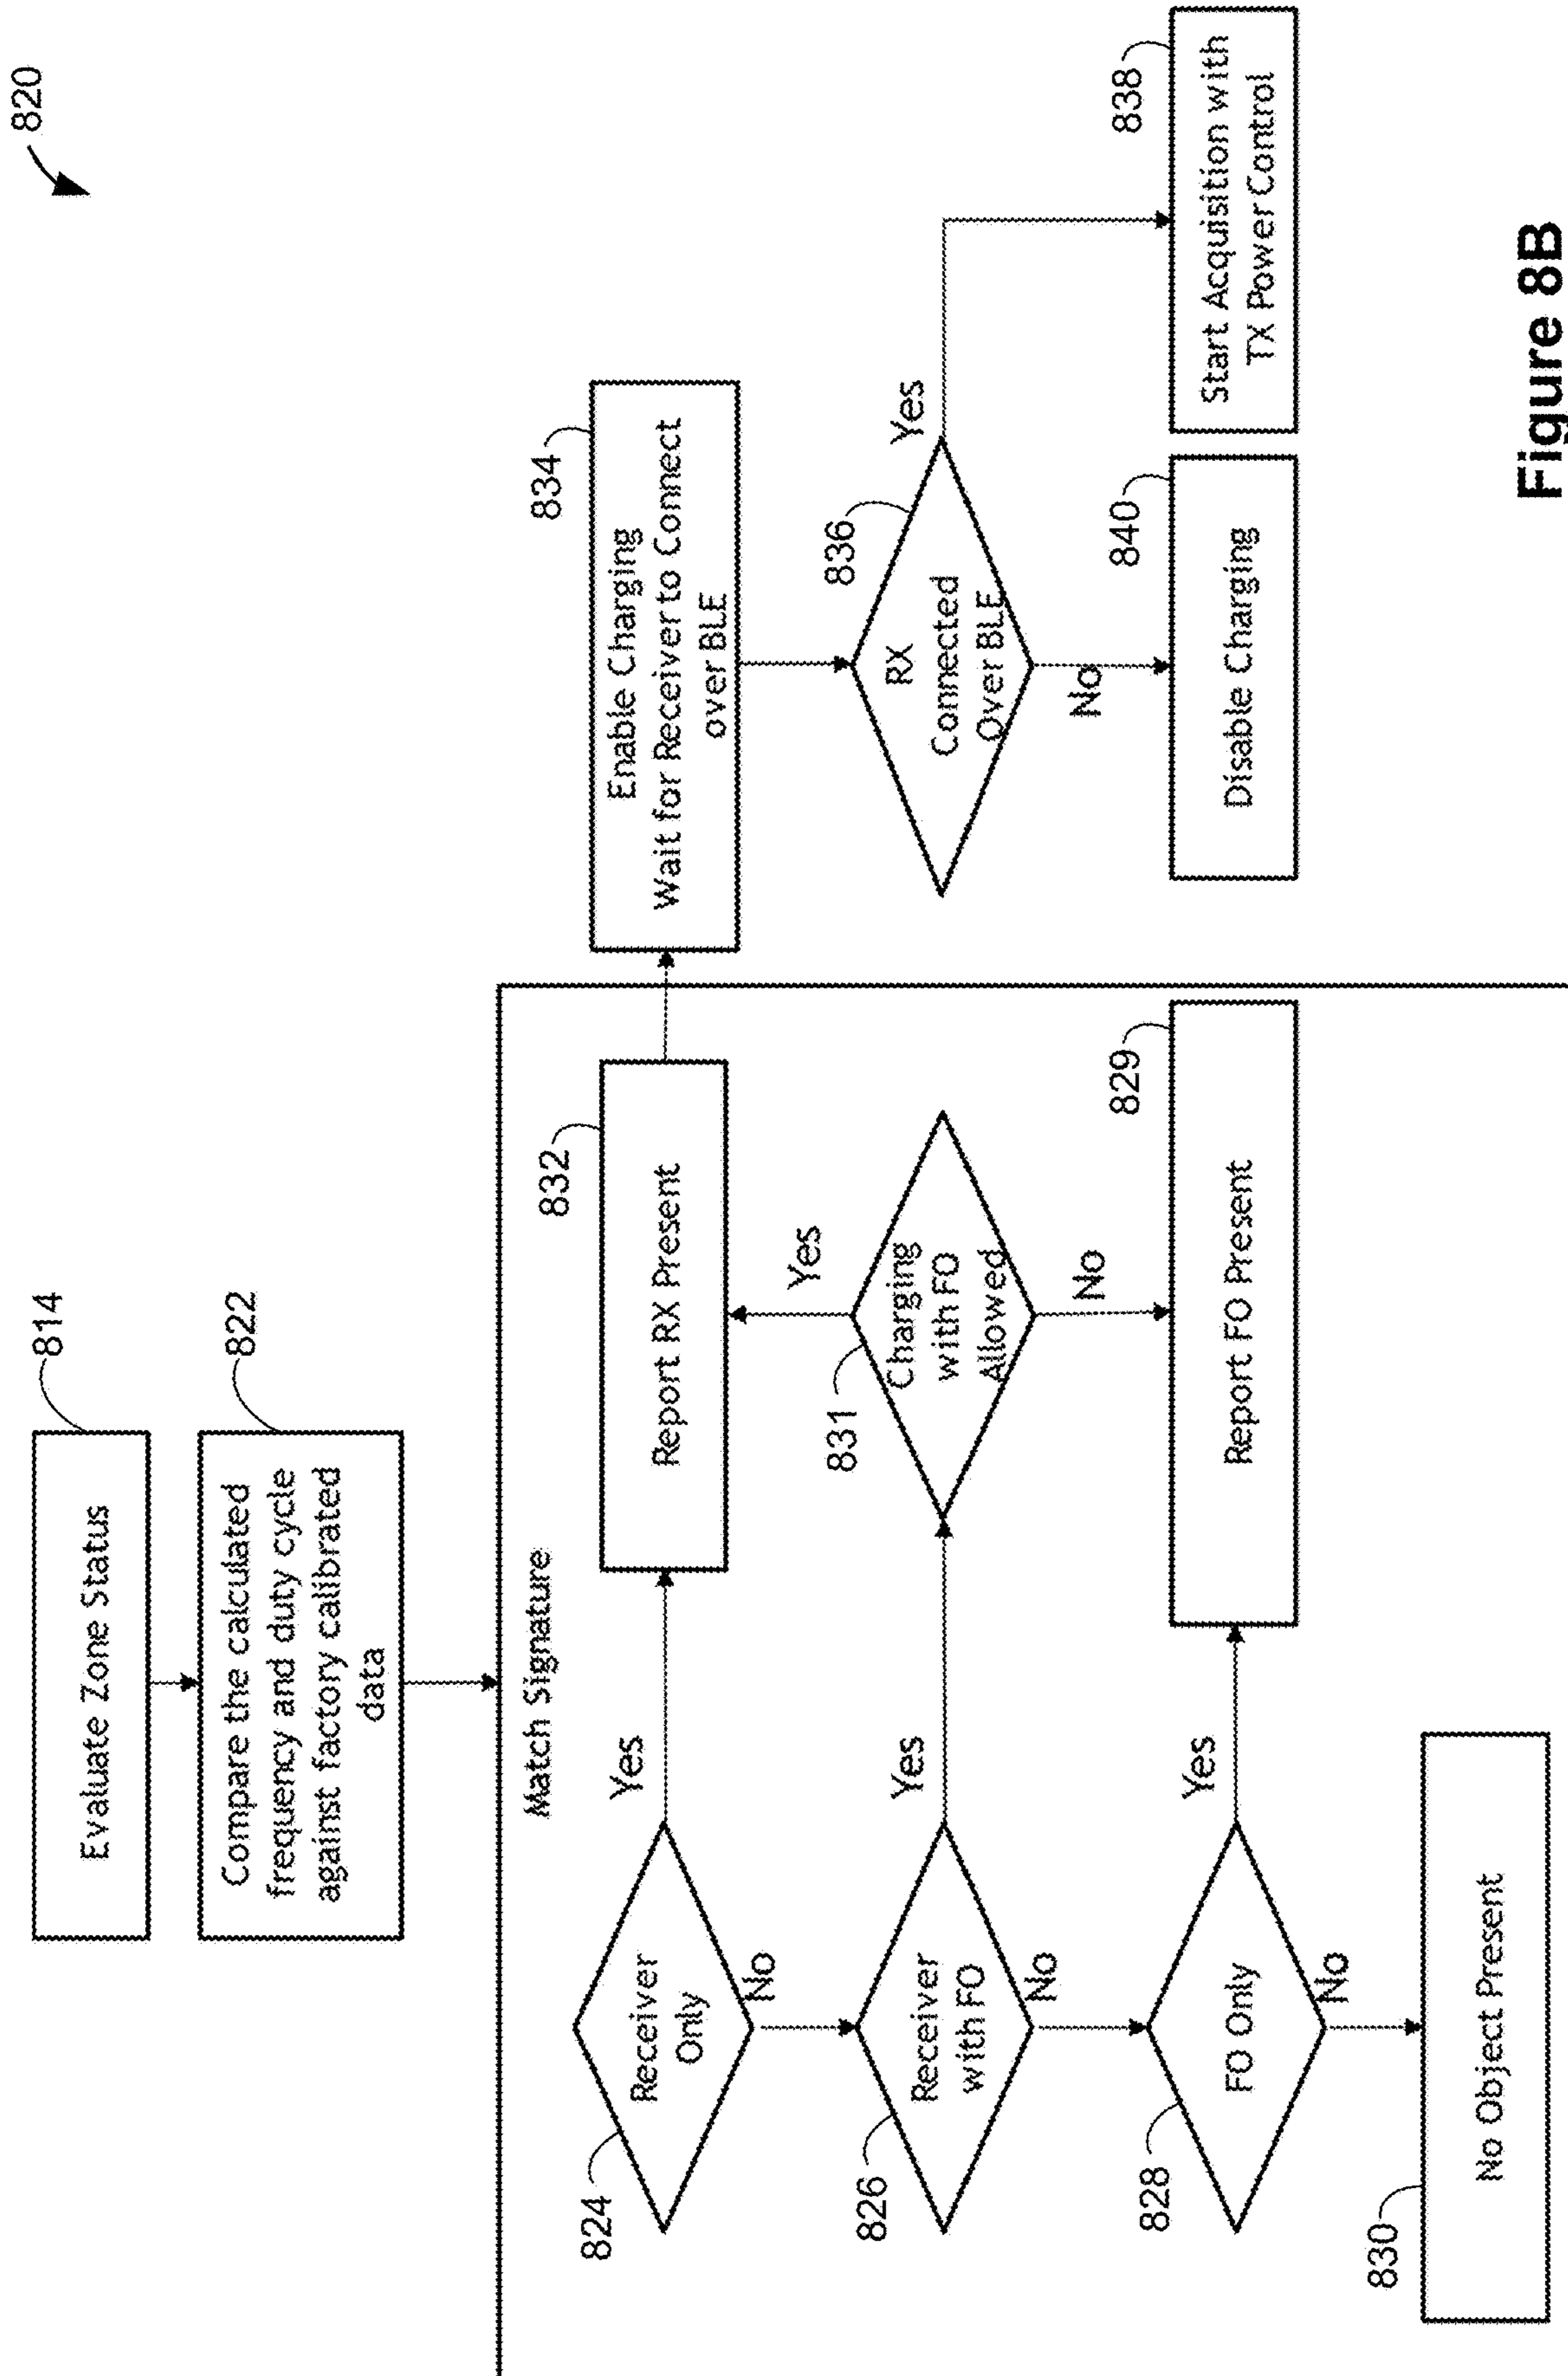 820
Evaluate Zone Status
814
Compare the calculated
frequency and duty cycle
against factory calibrated
data
822
Match Signature
Receiver
Only
824
Yes
No
Report RX Present
832
Enable Charging
Wait for Receiver to Connect
over BLE
834
Receiver
with FO
826
Yes
No
Charging
with FO
Allowed
831
Yes
No
RX
Connected
Over BLE
836
Yes
No
FO Only
828
Yes
No
Report FO Present
829
Disable Charging
840
Start Acquisition with
TX Power Control
838
No Object Present
830
Figure 8B